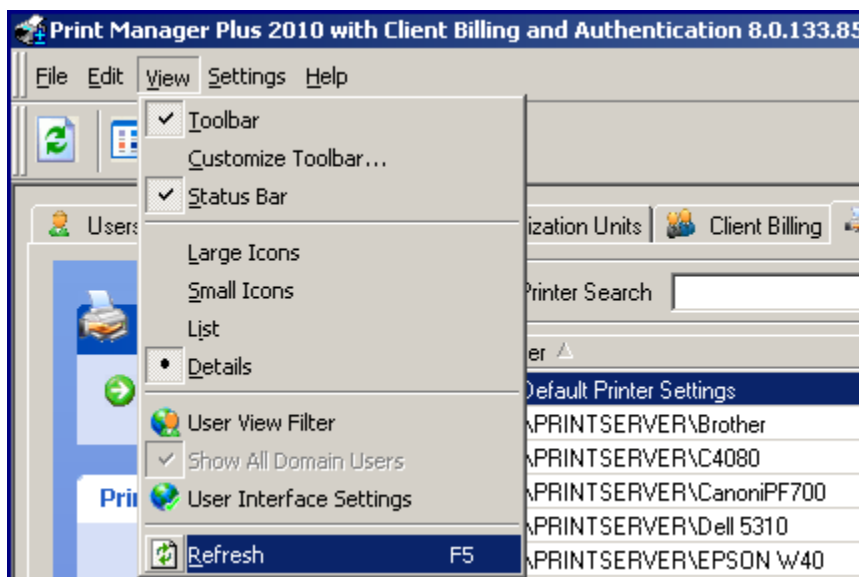 Print Manager Plus 2010 with Client Billing and Authentication 8.0.133.85
File Edit View Settings Help
Toolbar
Customize Toolbar...
Status Bar
Large Icons
Small Icons
List
Details
User View Filter
Show All Domain Users
User Interface Settings
Refresh F5
Users
ization Units Client Billing
Printer Search
er
Default Printer Settings
\PRINTSERVER\Brother
\PRINTSERVER\C4080
\PRINTSERVER\CanoniPF700
\PRINTSERVER\Dell 5310
\PRINTSERVER\EPSON W40
Pri